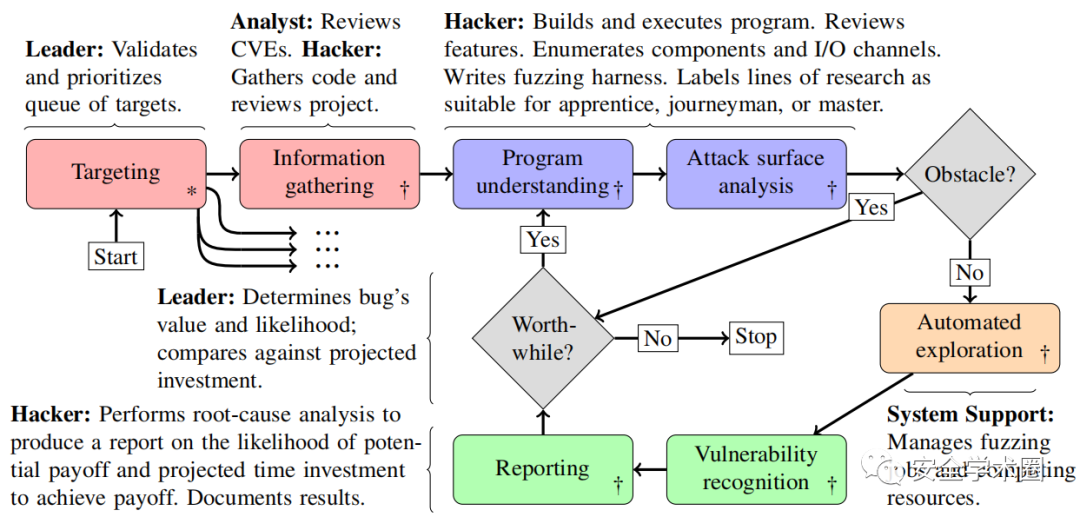 Leader: Validates
and prioritizes
queue of targets.
Analyst: Reviews
CVEs. Hacker:
Gathers code and
reviews project.
Hacker: Builds and executes program. Reviews
features. Enumerates components and I/O channels.
Writes fuzzing harness. Labels lines of research as
suitable for apprentice, journeyman, or master.
Targeting
*
Information
gathering †
Program
understanding †
Attack surface
analysis †
Obstacle?
Start
...
...
...
Yes
Yes
No
Leader: Determines bug's
value and likelihood;
compares against projected
investment.
Worth-
while?
No
Stop
Automated
exploration †
Hacker: Performs root-cause analysis to
produce a report on the likelihood of poten-
tial payoff and projected time investment
to achieve payoff. Documents results.
Reporting
†
Vulnerability
recognition †
System Support:
Manages fuzzing
jobs and computing
resources.
安全学术圈